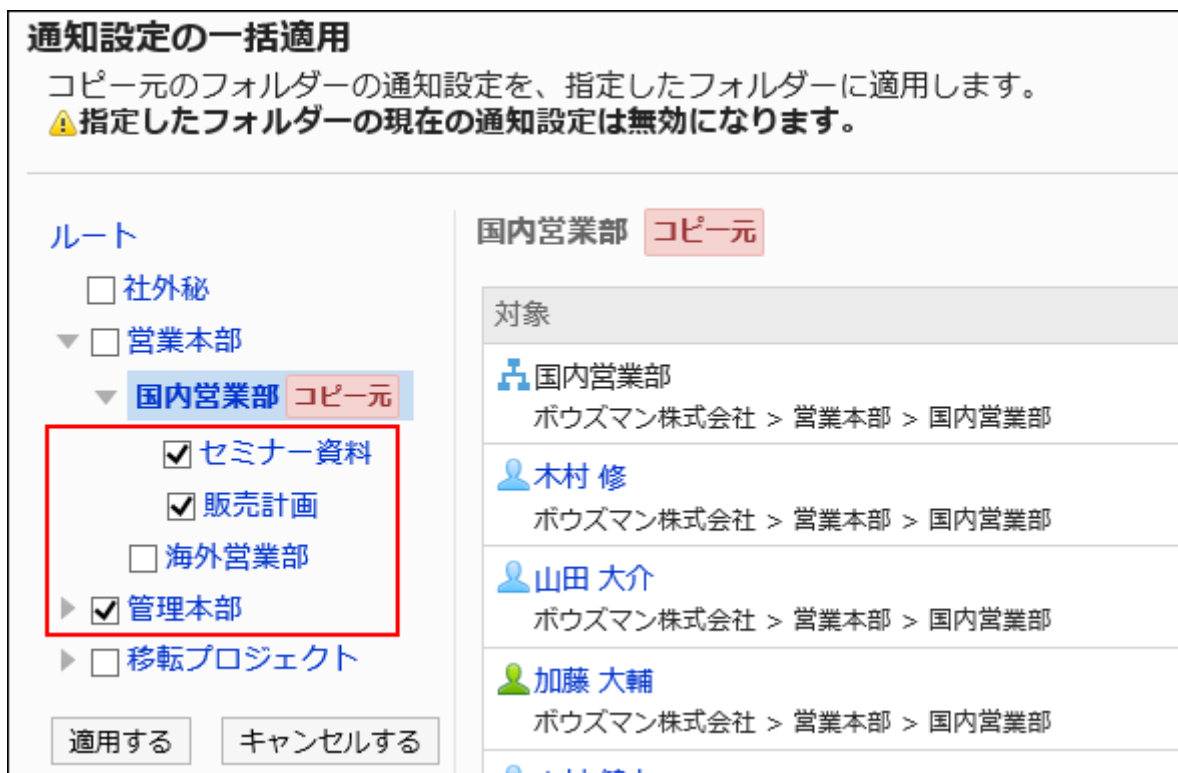 通知設定の一括適用
コピー元のフォルダーの通知設定を、指定したフォルダーに適用します。
指定したフォルダーの現在の通知設定は無効になります。
ルート
社外秘
営業本部
国内営業部 コピー元
セミナー資料
販売計画
海外営業部
管理本部
移転プロジェクト
適用する
キャンセルする
国内営業部 コピー元
対象
国内営業部
ボウズマン株式会社 > 営業本部 > 国内営業部
木村 修
ボウズマン株式会社 > 営業本部 > 国内営業部
山田 大介
ボウズマン株式会社 > 営業本部 > 国内営業部
加藤 大輔
ボウズマン株式会社 > 営業本部 > 国内営業部